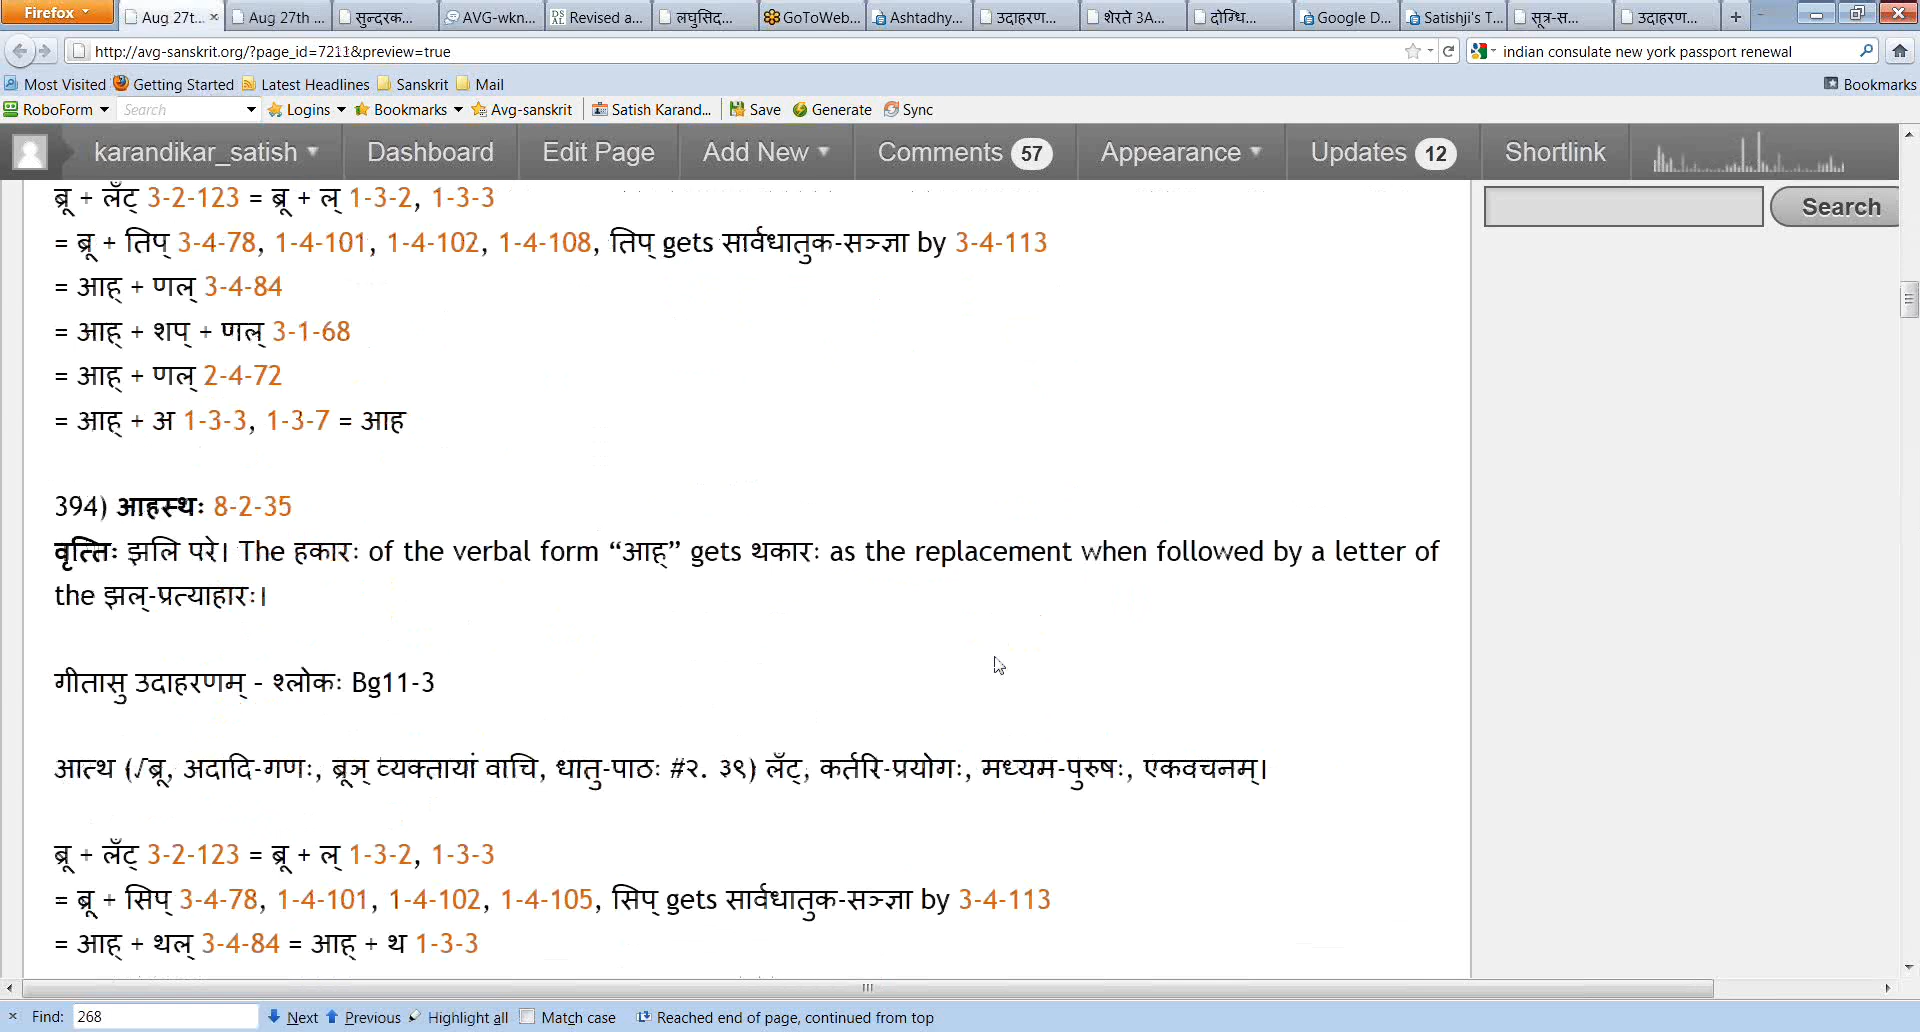 Firefox
Aug 27t... × Aug 27th ... सुन्दरक... AVG-wkn... Revised a... लघुसिद्... GoToWeb... Ashtadhy... उदाहरण... शेरते 3A... दोग्धि... Google D... Satishji's T... सूत्र-स... उदाहरण... +
http://avg-sanskrit.org/?page_id=7211&preview=true
indian consulate new york passport renewal
Most Visited Getting Started Latest Headlines Sanskrit Mail Bookmarks
RoboForm Search Logins Bookmarks Avg-sanskrit Satish Karand... Save Generate Sync
karandikar_satish Dashboard Edit Page Add New Comments 57 Appearance Updates 12 Shortlink
Search
ब्रू + लँट् 3-2-123 = ब्रू + ल् 1-3-2, 1-3-3
= ब्रू + तिप् 3-4-78, 1-4-101, 1-4-102, 1-4-108, तिप् gets सार्वधातुक-सञ्ज्ञा by 3-4-113
= आह् + णल् 3-4-84
= आह् + शप् + णल् 3-1-68
= आह् + णल् 2-4-72
= आह् + अ 1-3-3, 1-3-7 = आह
394) आहस्थः 8-2-35
वृत्तिः झलि परे। The हकारः of the verbal form “आह्” gets थकारः as the replacement when followed by a letter of
the झल्-प्रत्याहारः।
गीतासु उदाहरणम् – श्लोकः Bg11-3
आत्थ (√ब्रू, अदादि-गणः, ब्रूञ् व्यक्तायां वाचि, धातु-पाठः #२. ३९) लँट्, कर्तरि-प्रयोगः, मध्यम-पुरुषः, एकवचनम्।
ब्रू + लँट् 3-2-123 = ब्रू + ल् 1-3-2, 1-3-3
= ब्रू + सिप् 3-4-78, 1-4-101, 1-4-102, 1-4-105, सिप् gets सार्वधातुक-सञ्ज्ञा by 3-4-113
= आह् + थल् 3-4-84 = आह् + थ 1-3-3
× Find: 268 Next Previous Highlight all Match case Reached end of page, continued from top